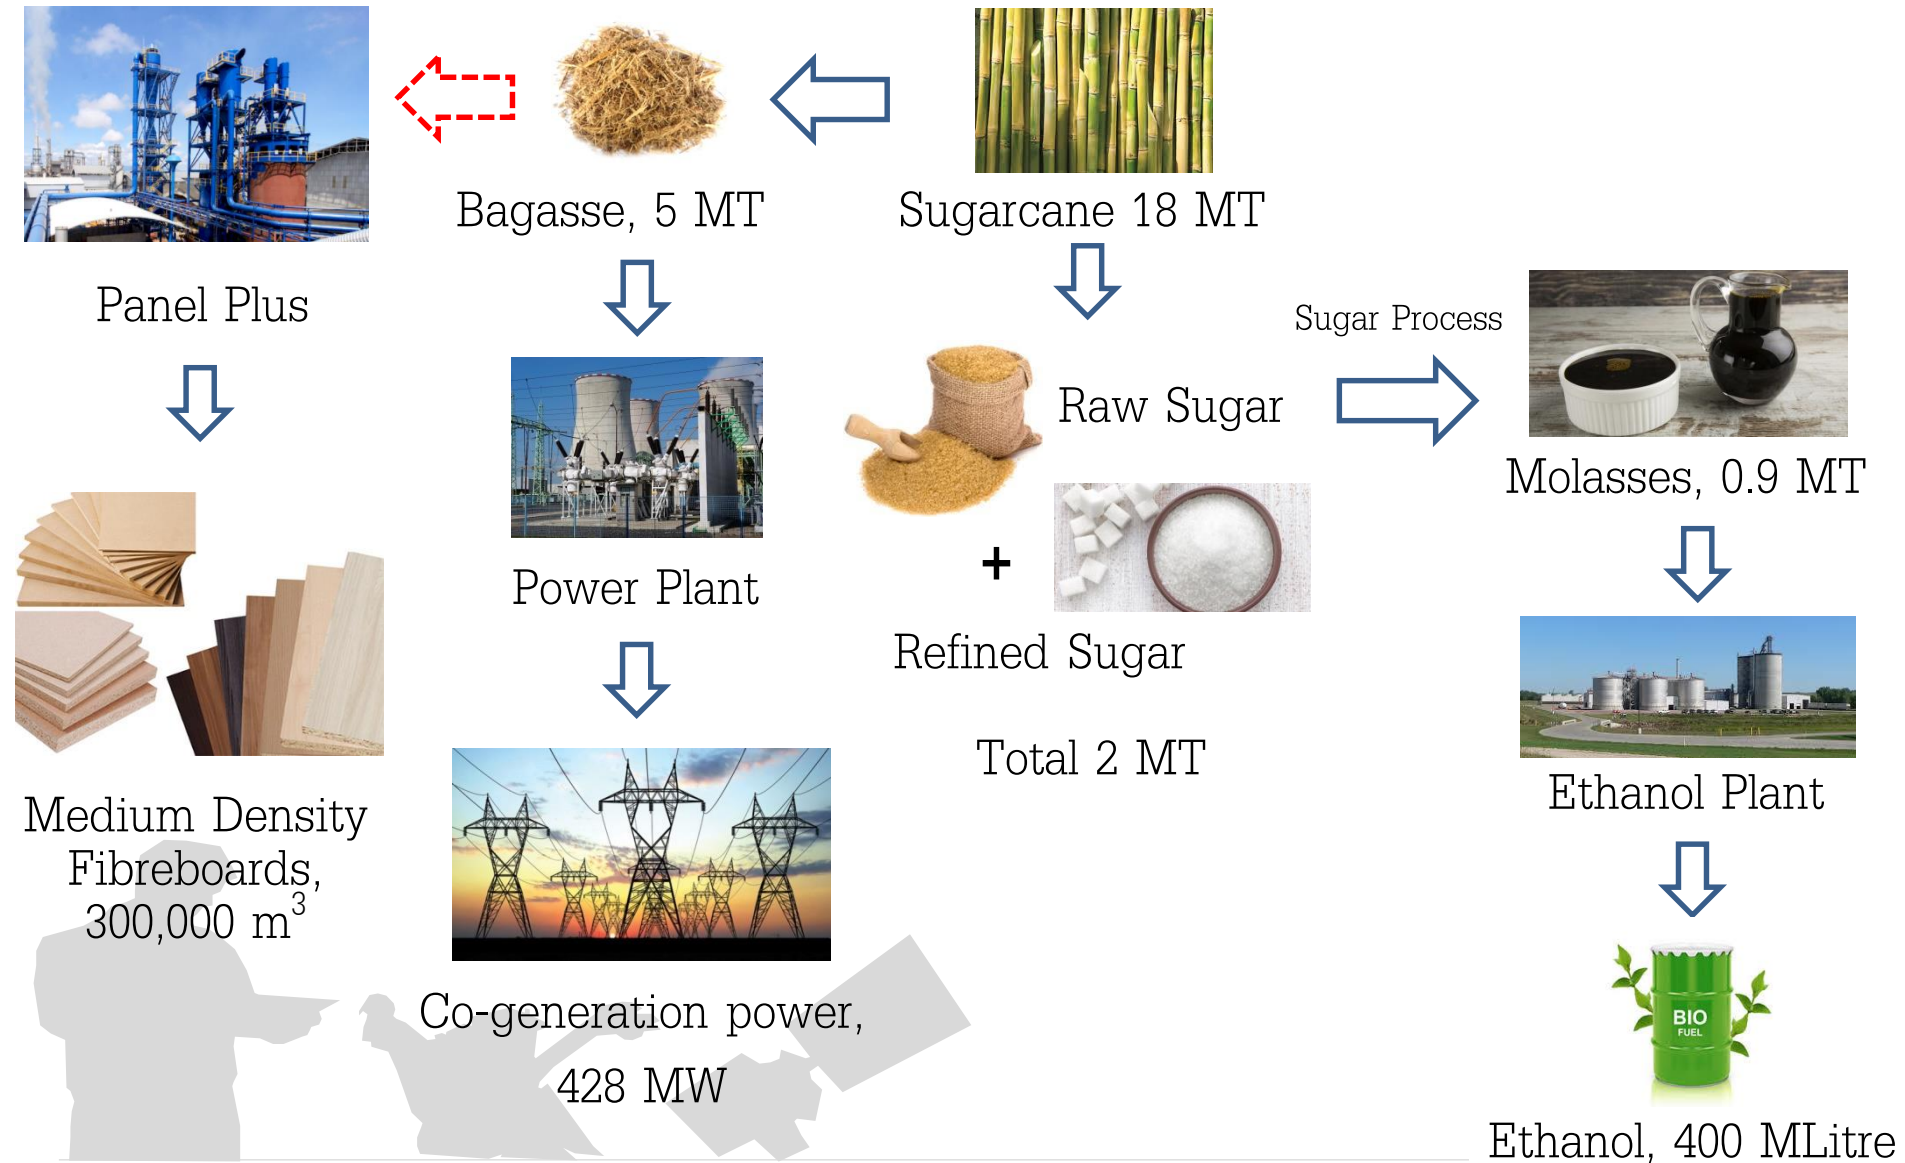 Bagasse, 5 MT
Sugarcane 18 MT
Panel Plus
Sugar Process
Raw Sugar
Molasses, 0.9 MT
Power Plant
+
Refined Sugar
Total 2 MT
Ethanol Plant
Medium Density
Fibreboards,
300,000 m³
Co-generation power,
428 MW
BIO
FUEL
Ethanol, 400 MLitre